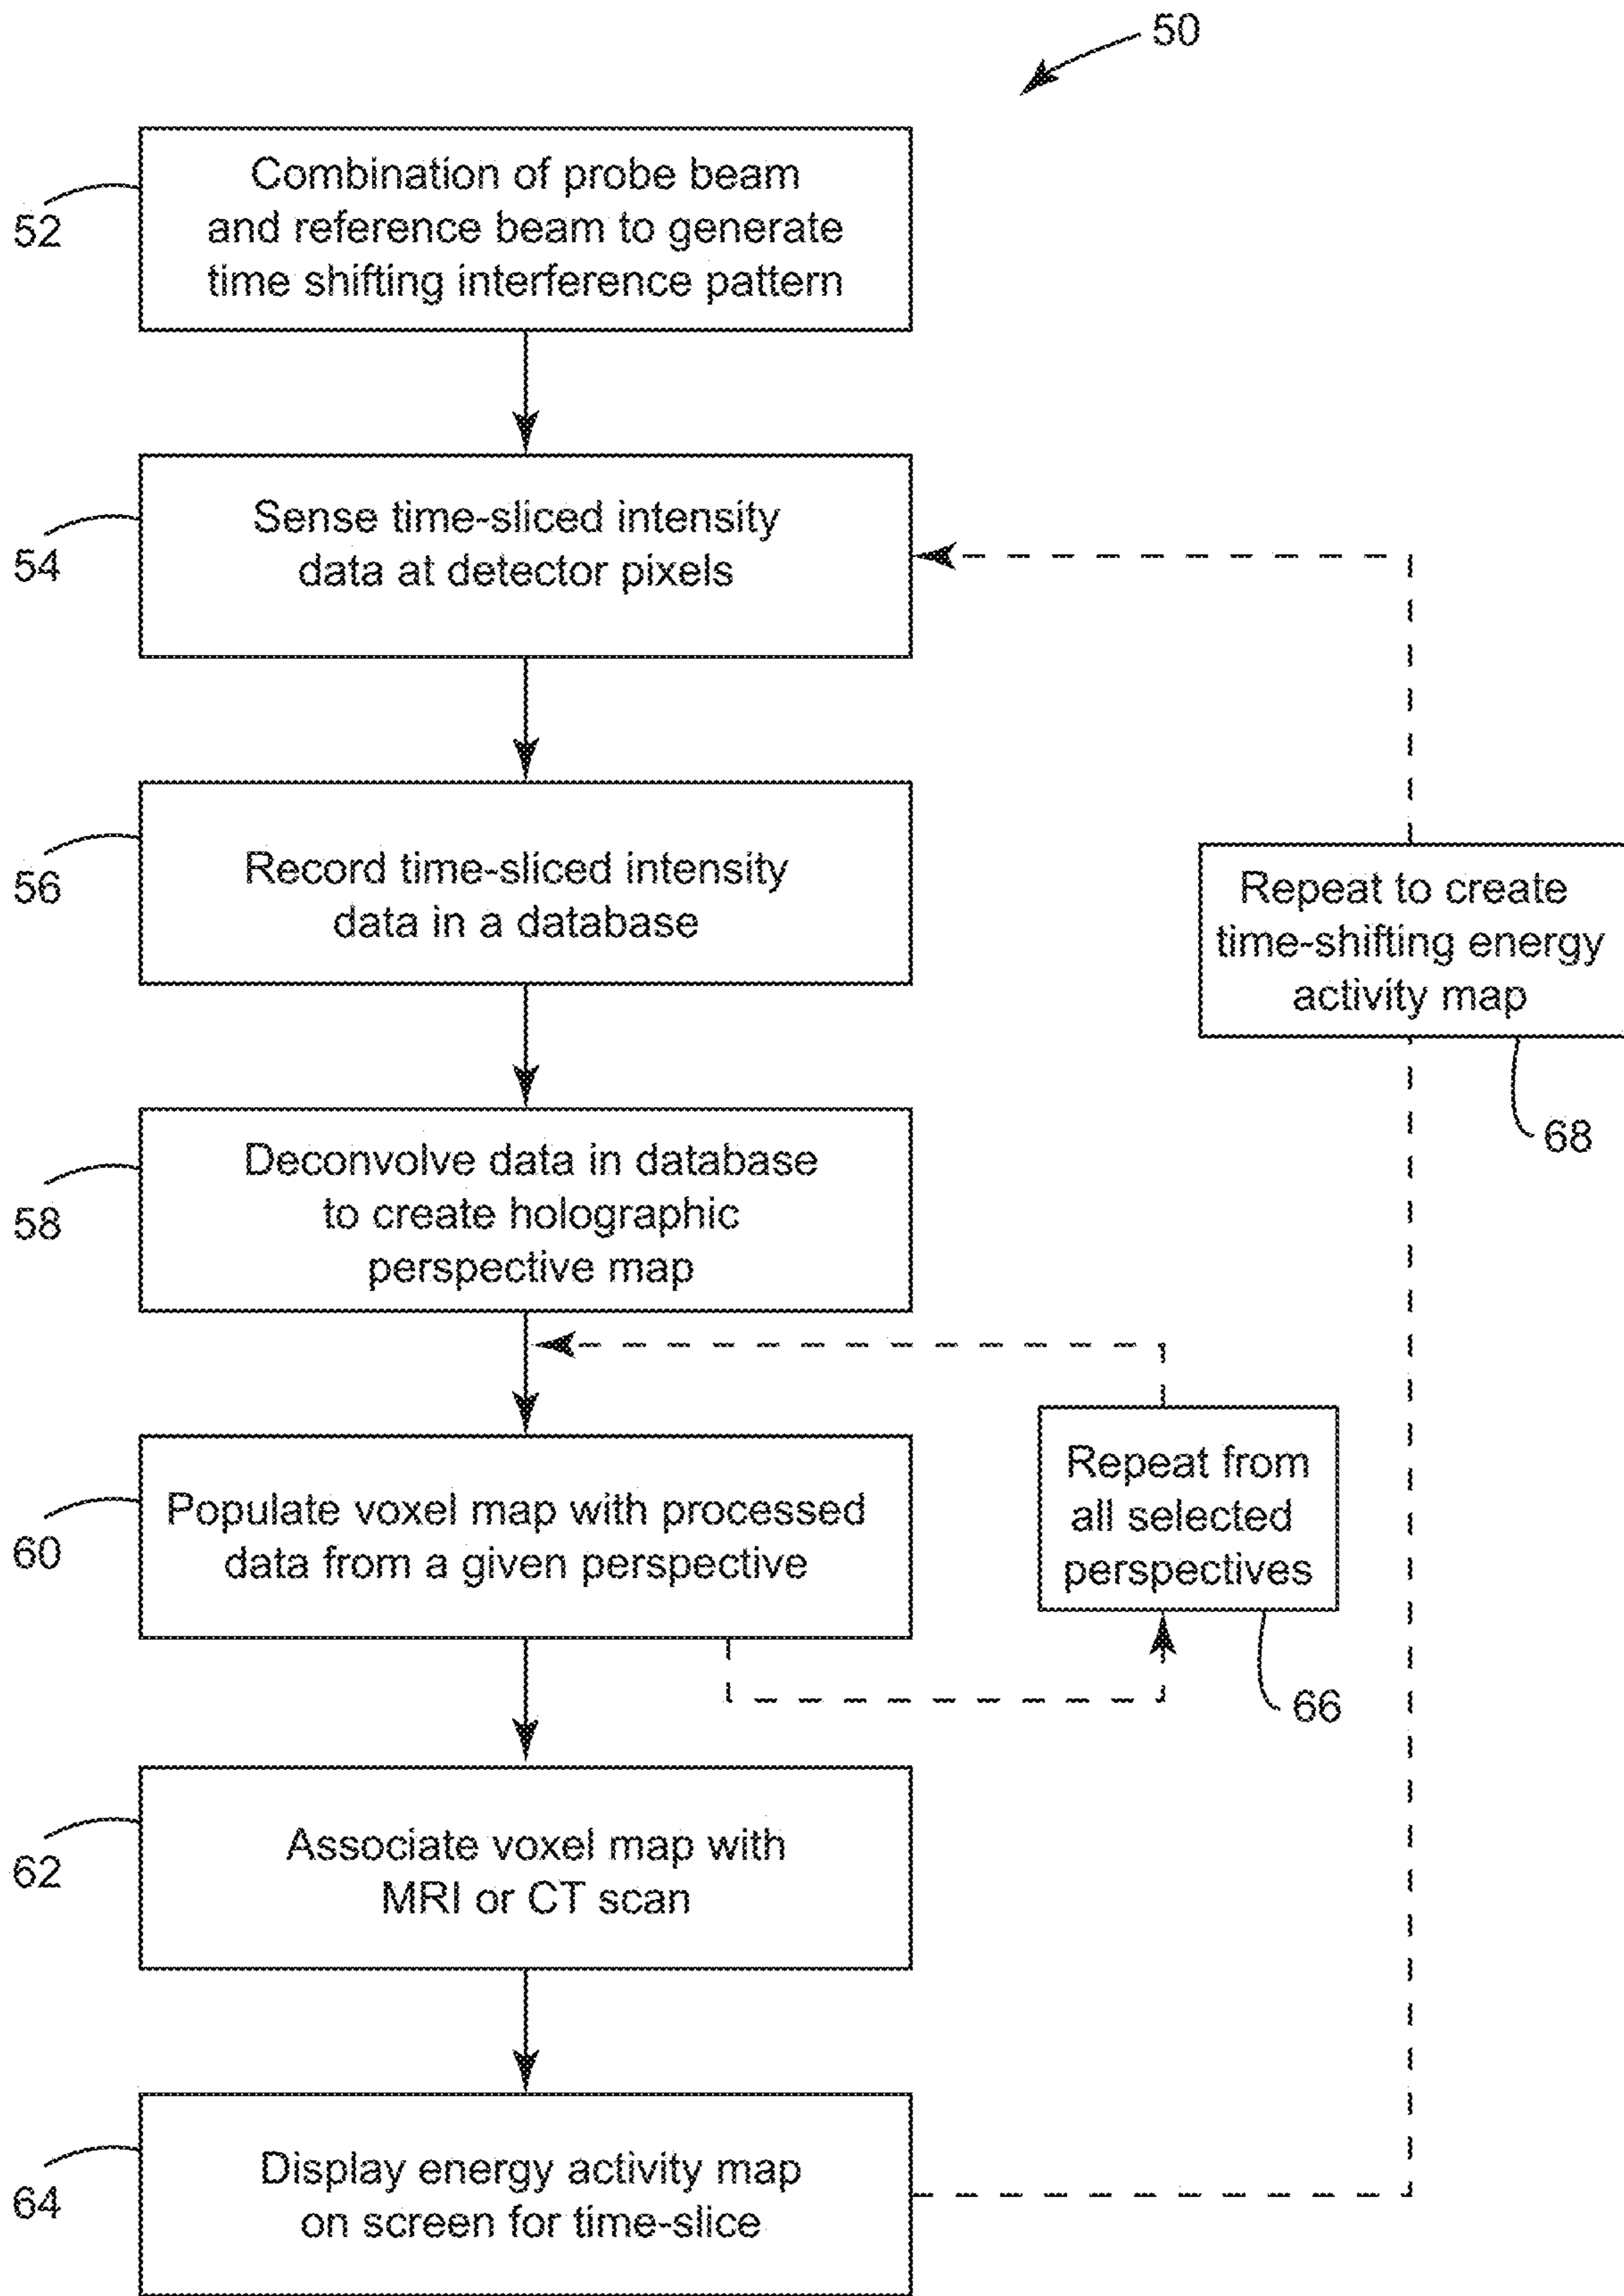 50
52
Combination of probe beam
and reference beam to generate
time shifting interference pattern
54
Sense time-sliced intensity
data at detector pixels
56
Record time-sliced intensity
data in a database
Repeat to create
time-shifting energy
activity map
68
58
Deconvolve data in database
to create holographic
perspective map
60
Populate voxel map with processed
data from a given perspective
Repeat from
all selected
perspectives
66
62
Associate voxel map with
MRI or CT scan
64
Display energy activity map
on screen for time-slice